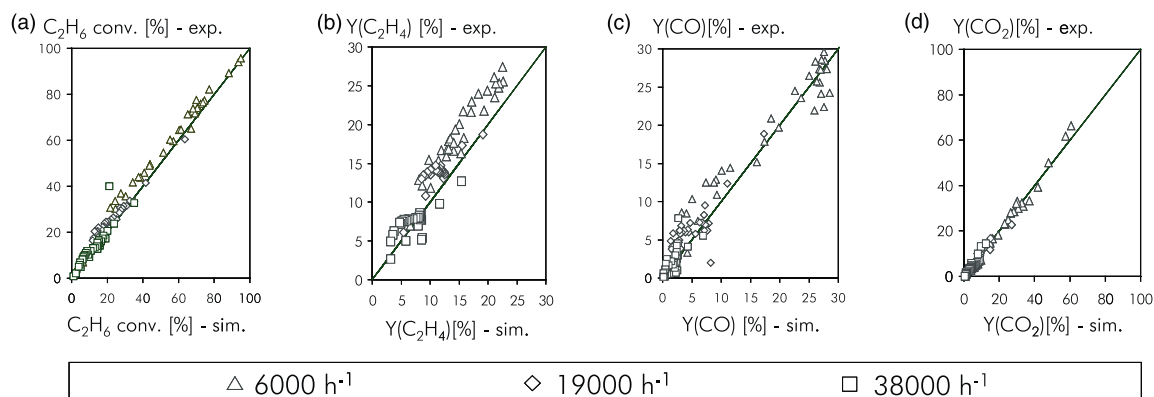 (a) C₂H₆ conv. [%] - exp.
100
80
60
40
20
0
0 20 40 60 80 100
C₂H₆ conv. [%] - sim.
(b) Y(C₂H₄) [%] - exp.
30
25
20
15
10
5
0
0 5 10 15 20 25 30
Y(C₂H₄)[%] - sim.
(c) Y(CO)[%] - exp.
30
25
20
15
10
5
0
0 5 10 15 20 25 30
Y(CO) [%] - sim.
(d) Y(CO₂)[%] - exp.
100
80
60
40
20
0
0 20 40 60 80 100
Y(CO₂)[%] - sim.
6000 h⁻¹ 19000 h⁻¹ 38000 h⁻¹